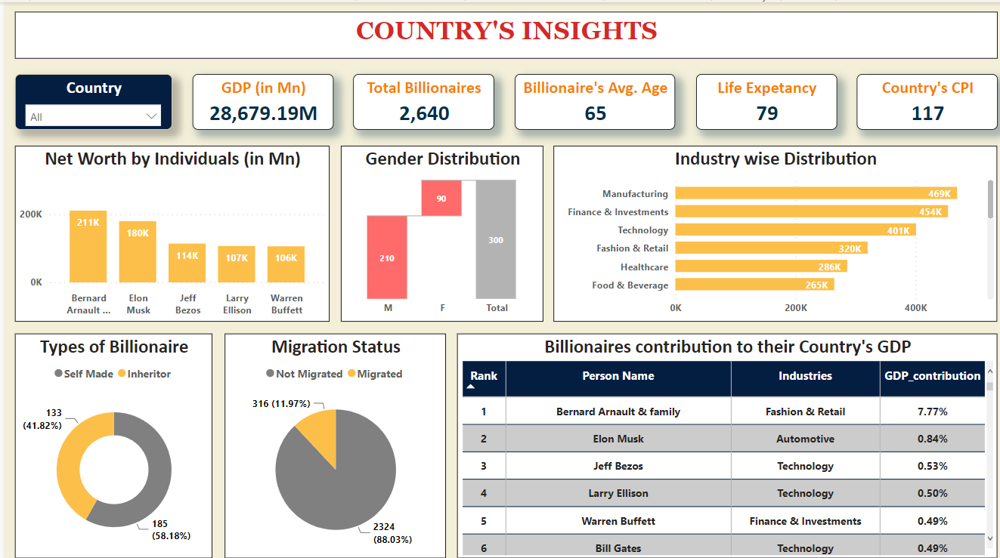 COUNTRY'S INSIGHTS
Country
All
GDP (in Mn)
28,679.19M
Total Billionaires
2,640
Billionaire's Avg. Age
65
Life Expetancy
79
Country's CPI
117
Net Worth by Individuals (in Mn)
200K
0K
211K
180K
114K
107K
106K
Bernard
Arnault ...
Elon
Musk
Jeff
Bezos
Larry
Ellison
Warren
Buffett
Gender Distribution
210
90
300
M F Total
Industry wise Distribution
Manufacturing 469K
Finance & Investments 454K
Technology 401K
Fashion & Retail 320K
Healthcare 286K
Food & Beverage 265K
0K 200K 400K
Types of Billionaire
Self Made Inheritor
133
(41.82%)
185
(58.18%)
Migration Status
Not Migrated Migrated
316 (11.97%)
2324
(88.03%)
Billionaires contribution to their Country's GDP
Rank Person Name Industries GDP_contribution
1 Bernard Arnault & family Fashion & Retail 7.77%
2 Elon Musk Automotive 0.84%
3 Jeff Bezos Technology 0.53%
4 Larry Ellison Technology 0.50%
5 Warren Buffett Finance & Investments 0.49%
6 Bill Gates Technology 0.49%